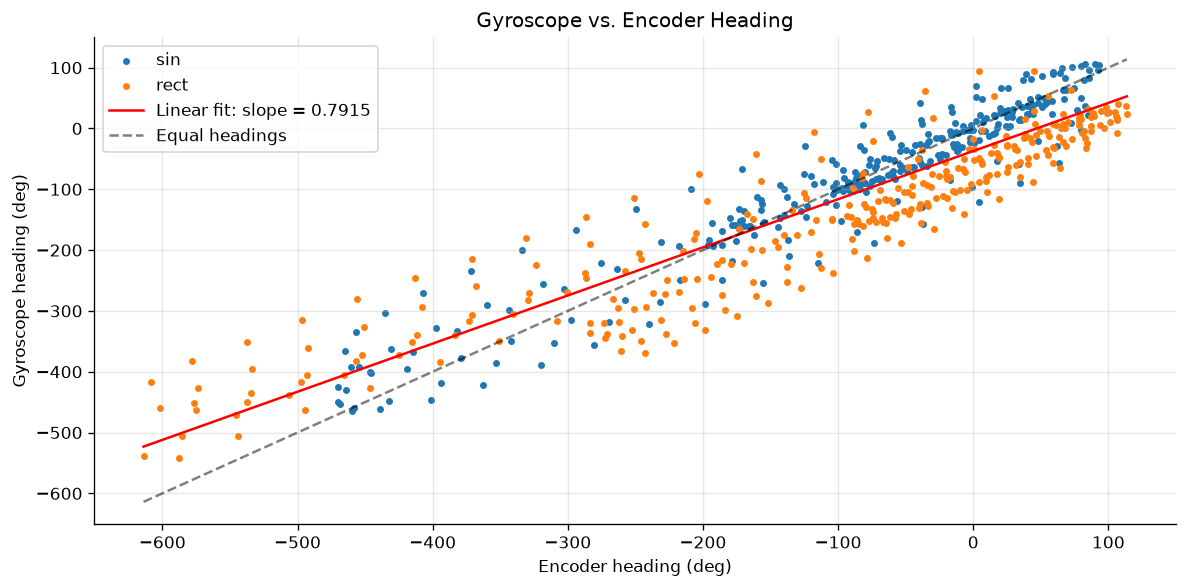 Gyroscope vs. Encoder Heading
sin
rect
Linear fit: slope = 0.7915
Equal headings
Gyroscope heading (deg)
100
0
−100
−200
−300
−400
−500
−600
−600 −500 −400 −300 −200 −100 0 100
Encoder heading (deg)